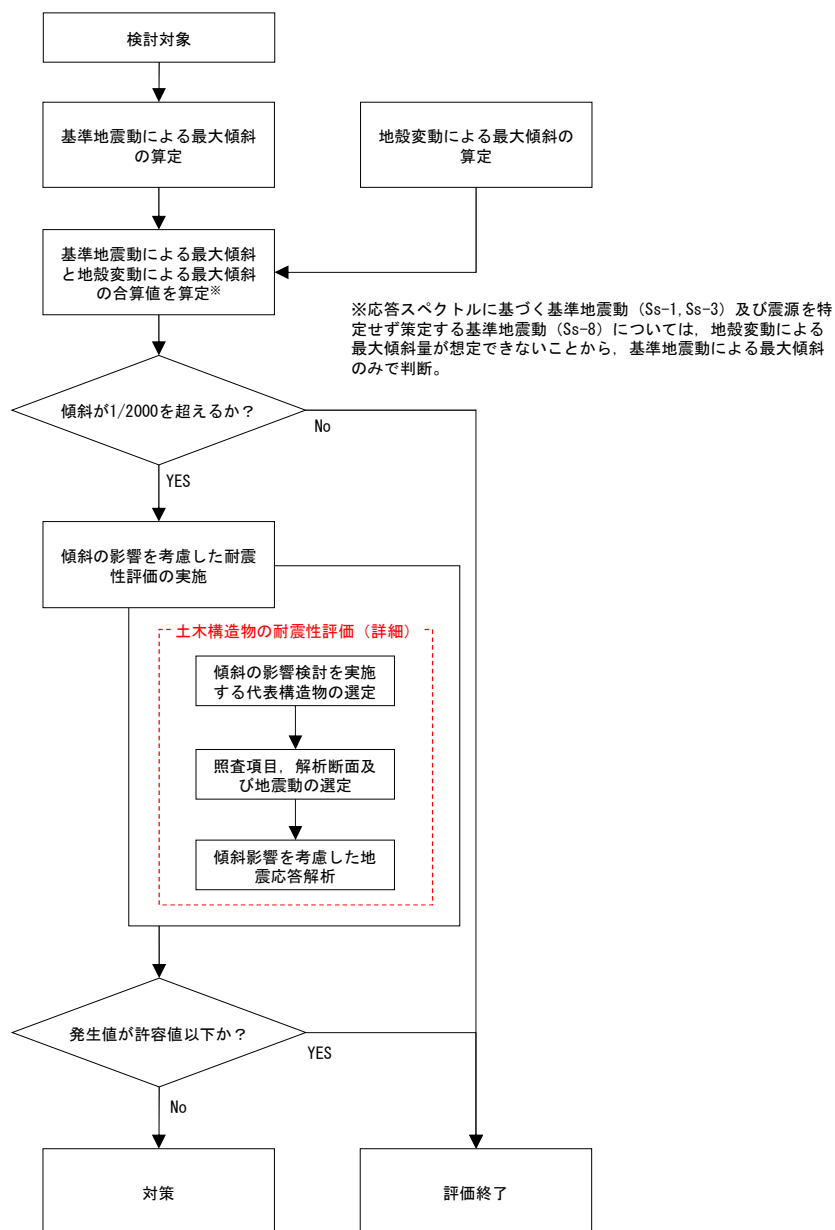 検討対象
基準地震動による最大傾斜
の算定
地殻変動による最大傾斜の
算定
基準地震動による最大傾斜
と地殻変動による最大傾斜
の合算値を算定※
※応答スペクトルに基づく基準地震動（Ss-1,Ss-3）及び震源を特
定せず策定する基準地震動（Ss-8）については，地殻変動による
最大傾斜量が想定できないことから，基準地震動による最大傾斜
のみで判断。
傾斜が1/2000を超えるか？
No
YES
傾斜の影響を考慮した耐震
性評価の実施
土木構造物の耐震性評価（詳細）
傾斜の影響検討を実施
する代表構造物の選定
照査項目，解析断面及
び地震動の選定
傾斜影響を考慮した地
震応答解析
発生値が許容値以下か？
YES
No
対策
評価終了